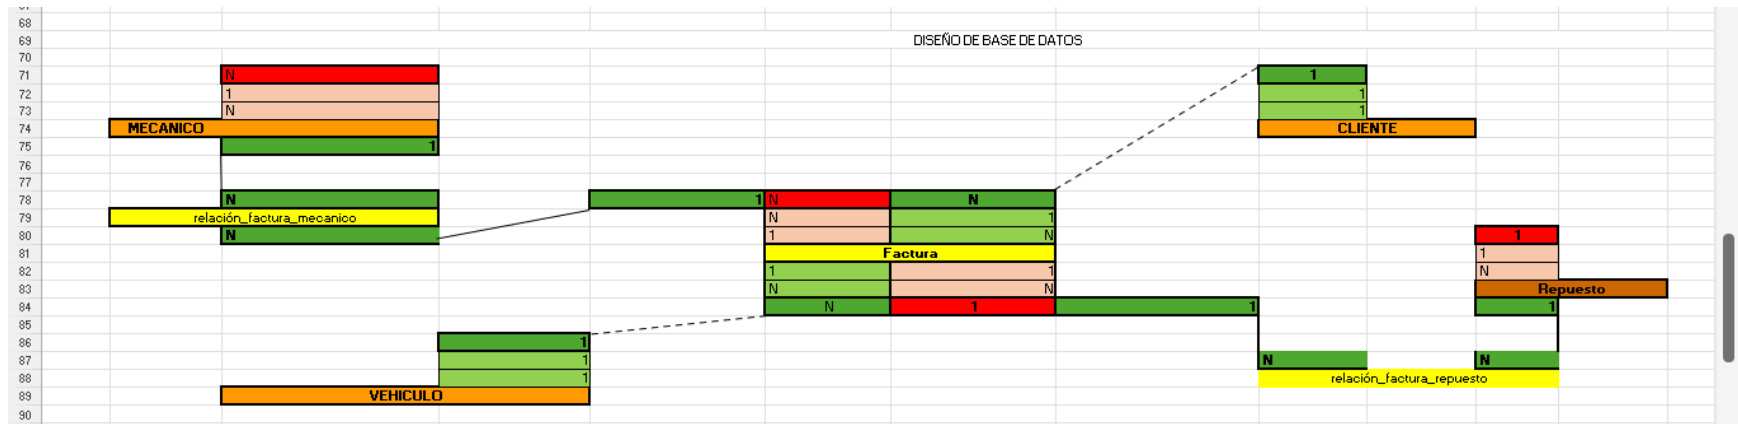 68
69 DISEÑO DE BASE DE DATOS
70
71 N 1
72 1 1
73 N 1
74 MECANICO CLIENTE
75 1
76
77
78 N 1 N N
79 relación_factura_mecanico N 1
80 N 1 N 1
81 Factura 1
82 1 1 N
83 N N Repuesto
84 N 1 1 1
85
86 1
87 1 N N
88 1 relación_factura_repuesto
89 VEHICULO
90